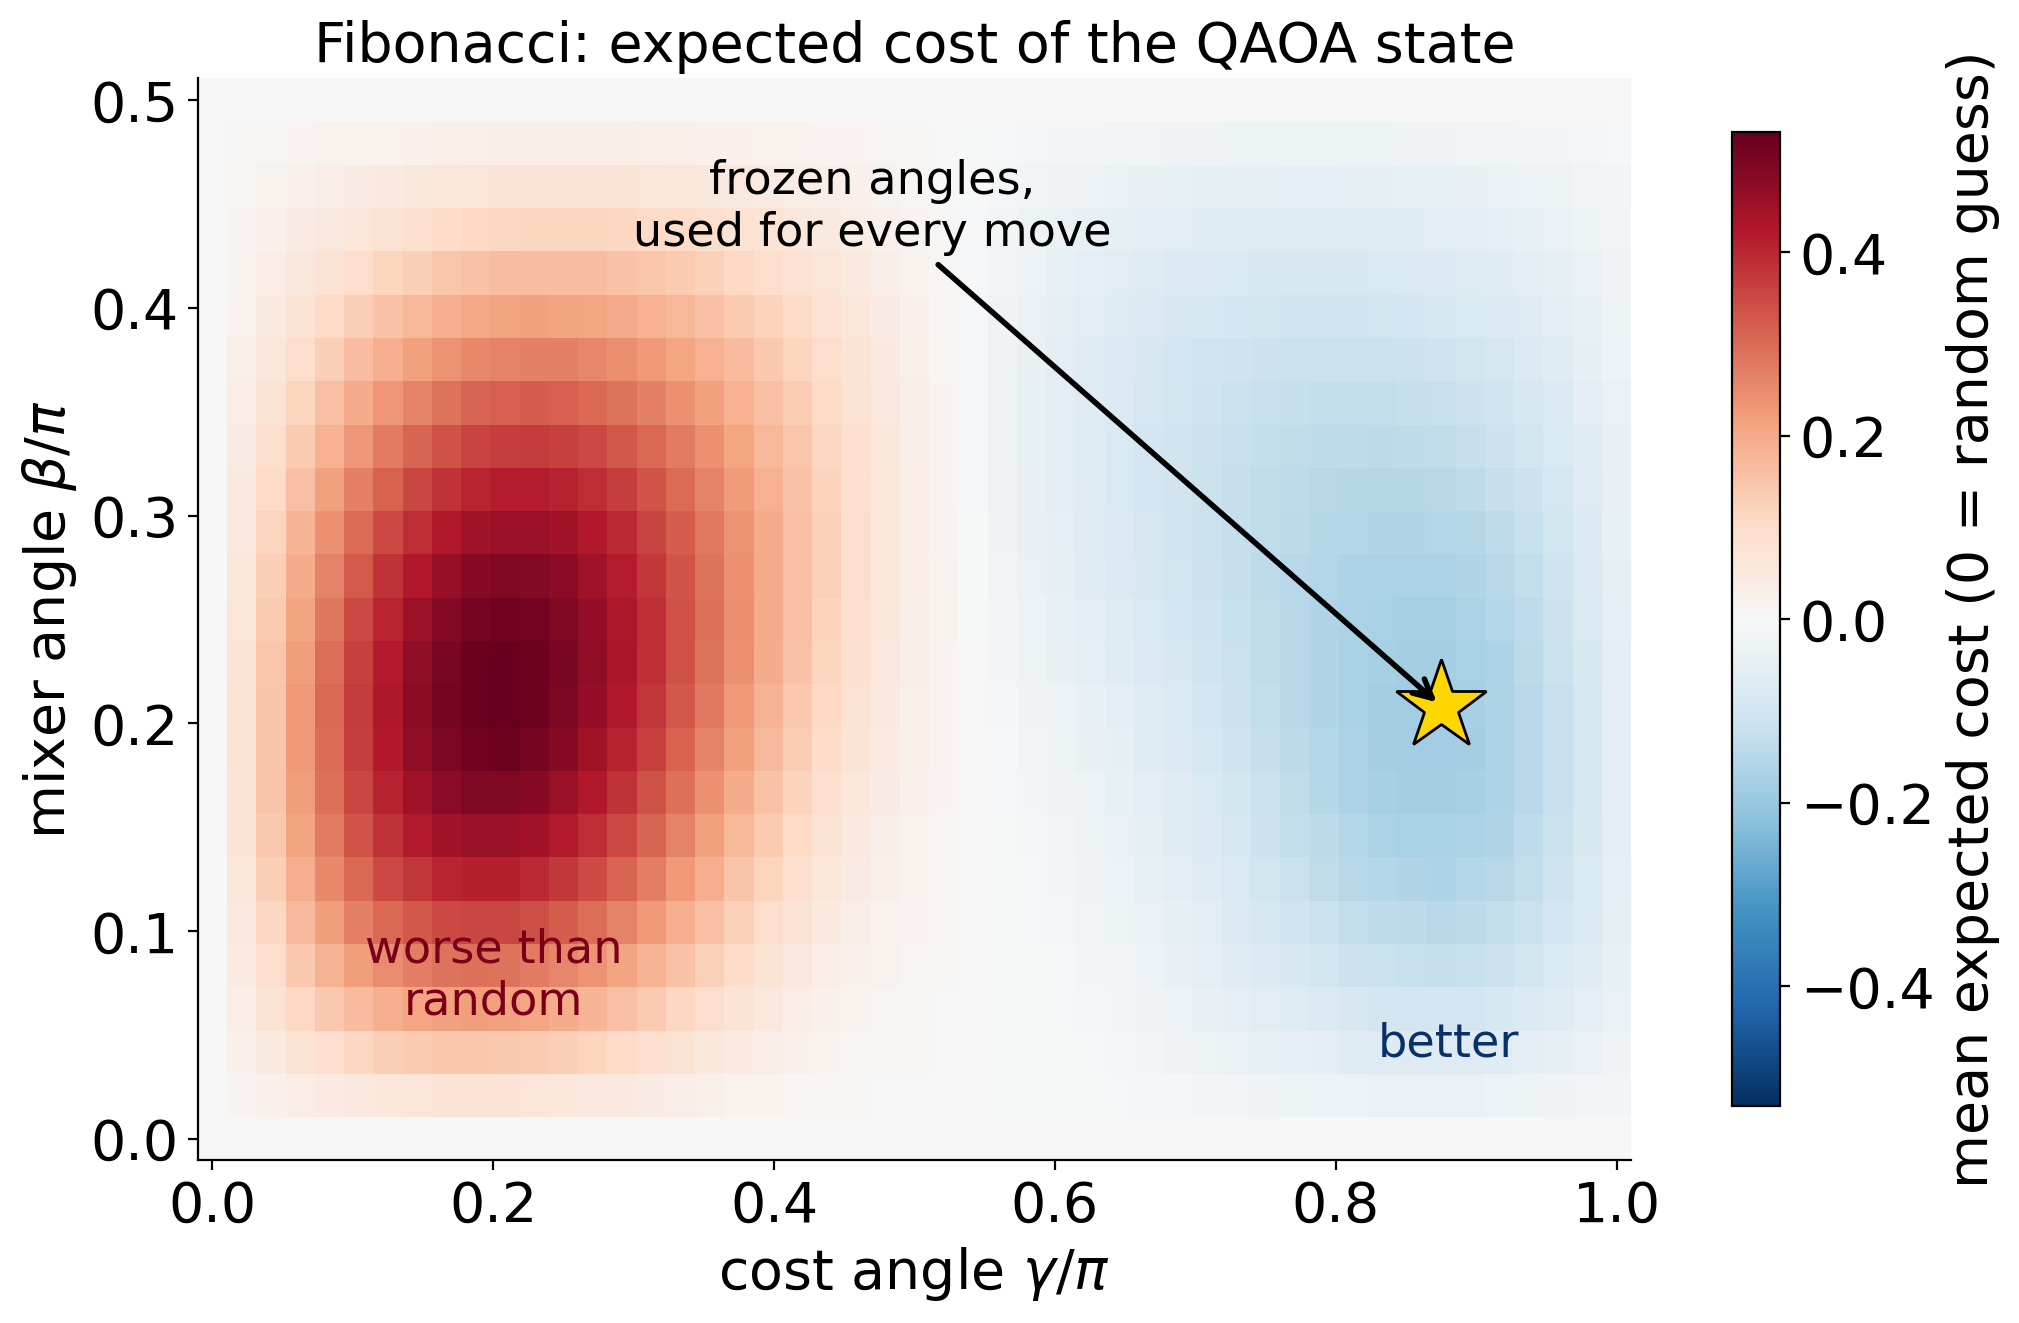 Fibonacci: expected cost of the QAOA state
0.5
0.4
0.3
0.2
0.1
0.0
mixer angle β/π
frozen angles,
used for every move
worse than
random
better
0.0 0.2 0.4 0.6 0.8 1.0
cost angle γ/π
0.4
0.2
0.0
−0.2
−0.4
mean expected cost (0 = random guess)